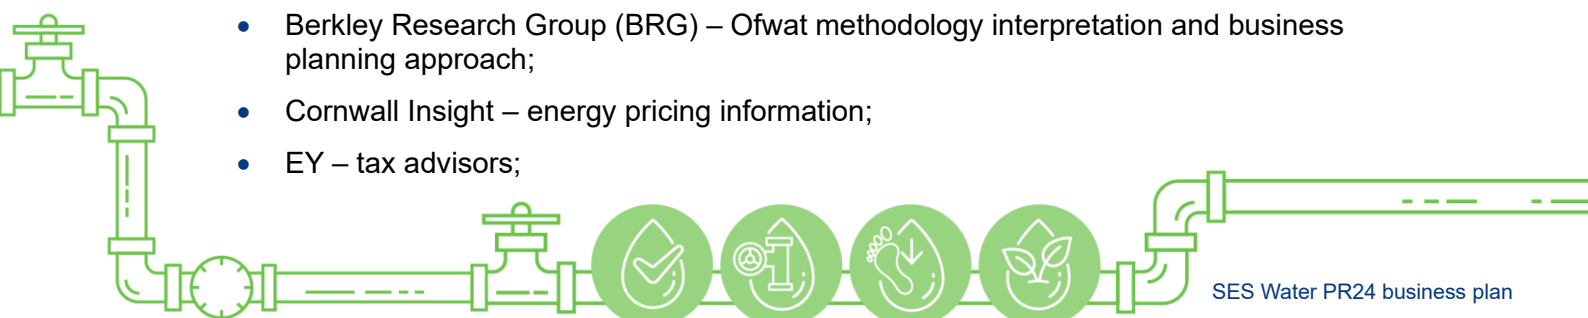 • Berkley Research Group (BRG) – Ofwat methodology interpretation and business
planning approach;
• Cornwall Insight – energy pricing information;
• EY – tax advisors;
SES Water PR24 business plan